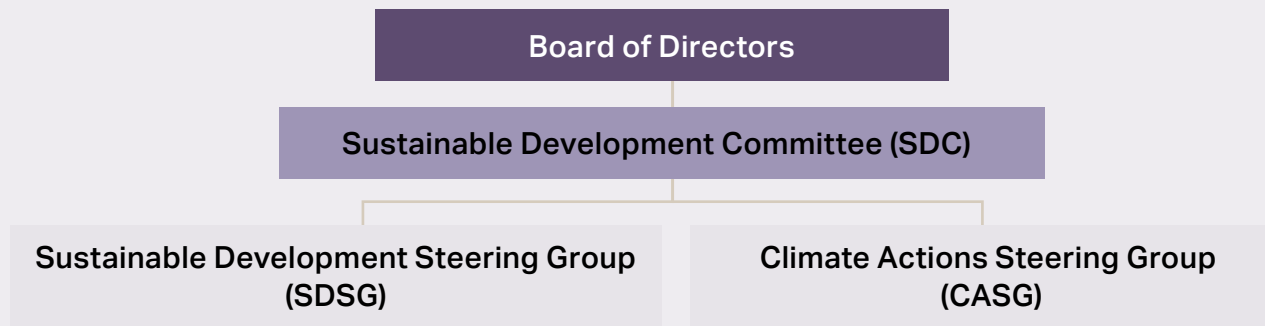 Board of Directors
Sustainable Development Committee (SDC)
Sustainable Development Steering Group
(SDSG)
Climate Actions Steering Group
(CASG)